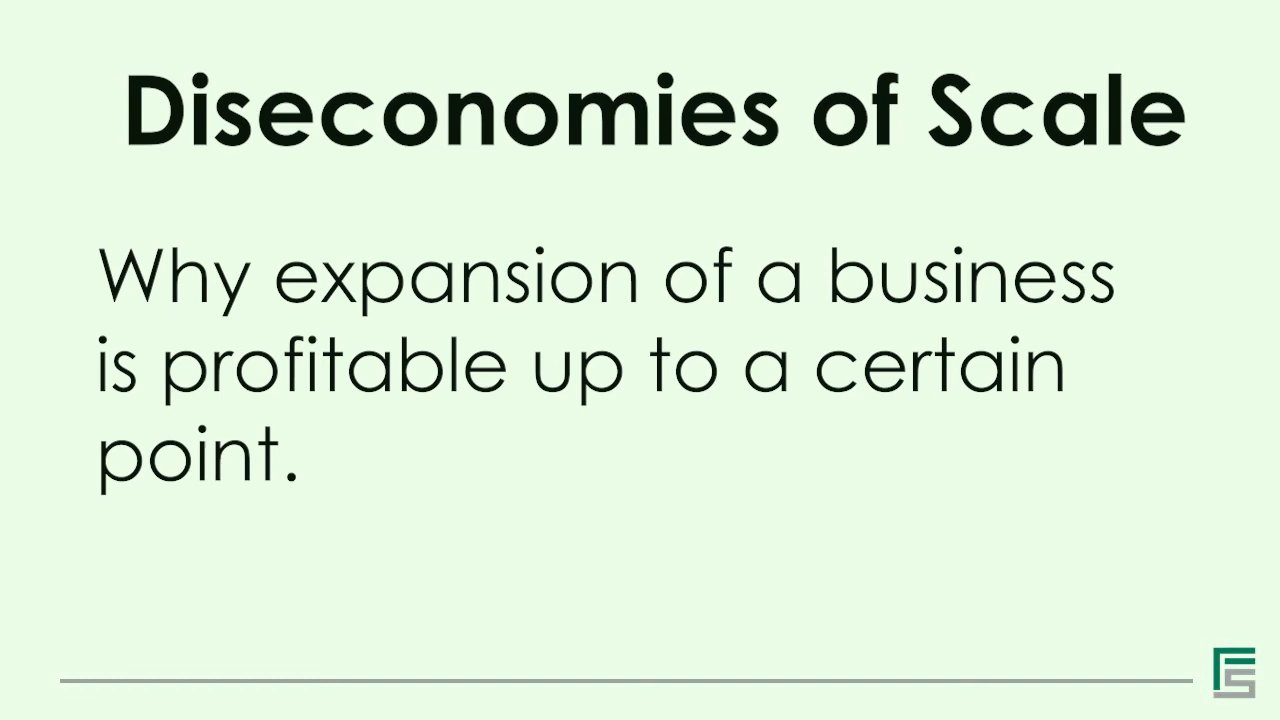 Diseconomies of Scale
Why expansion of a business
is profitable up to a certain
point.